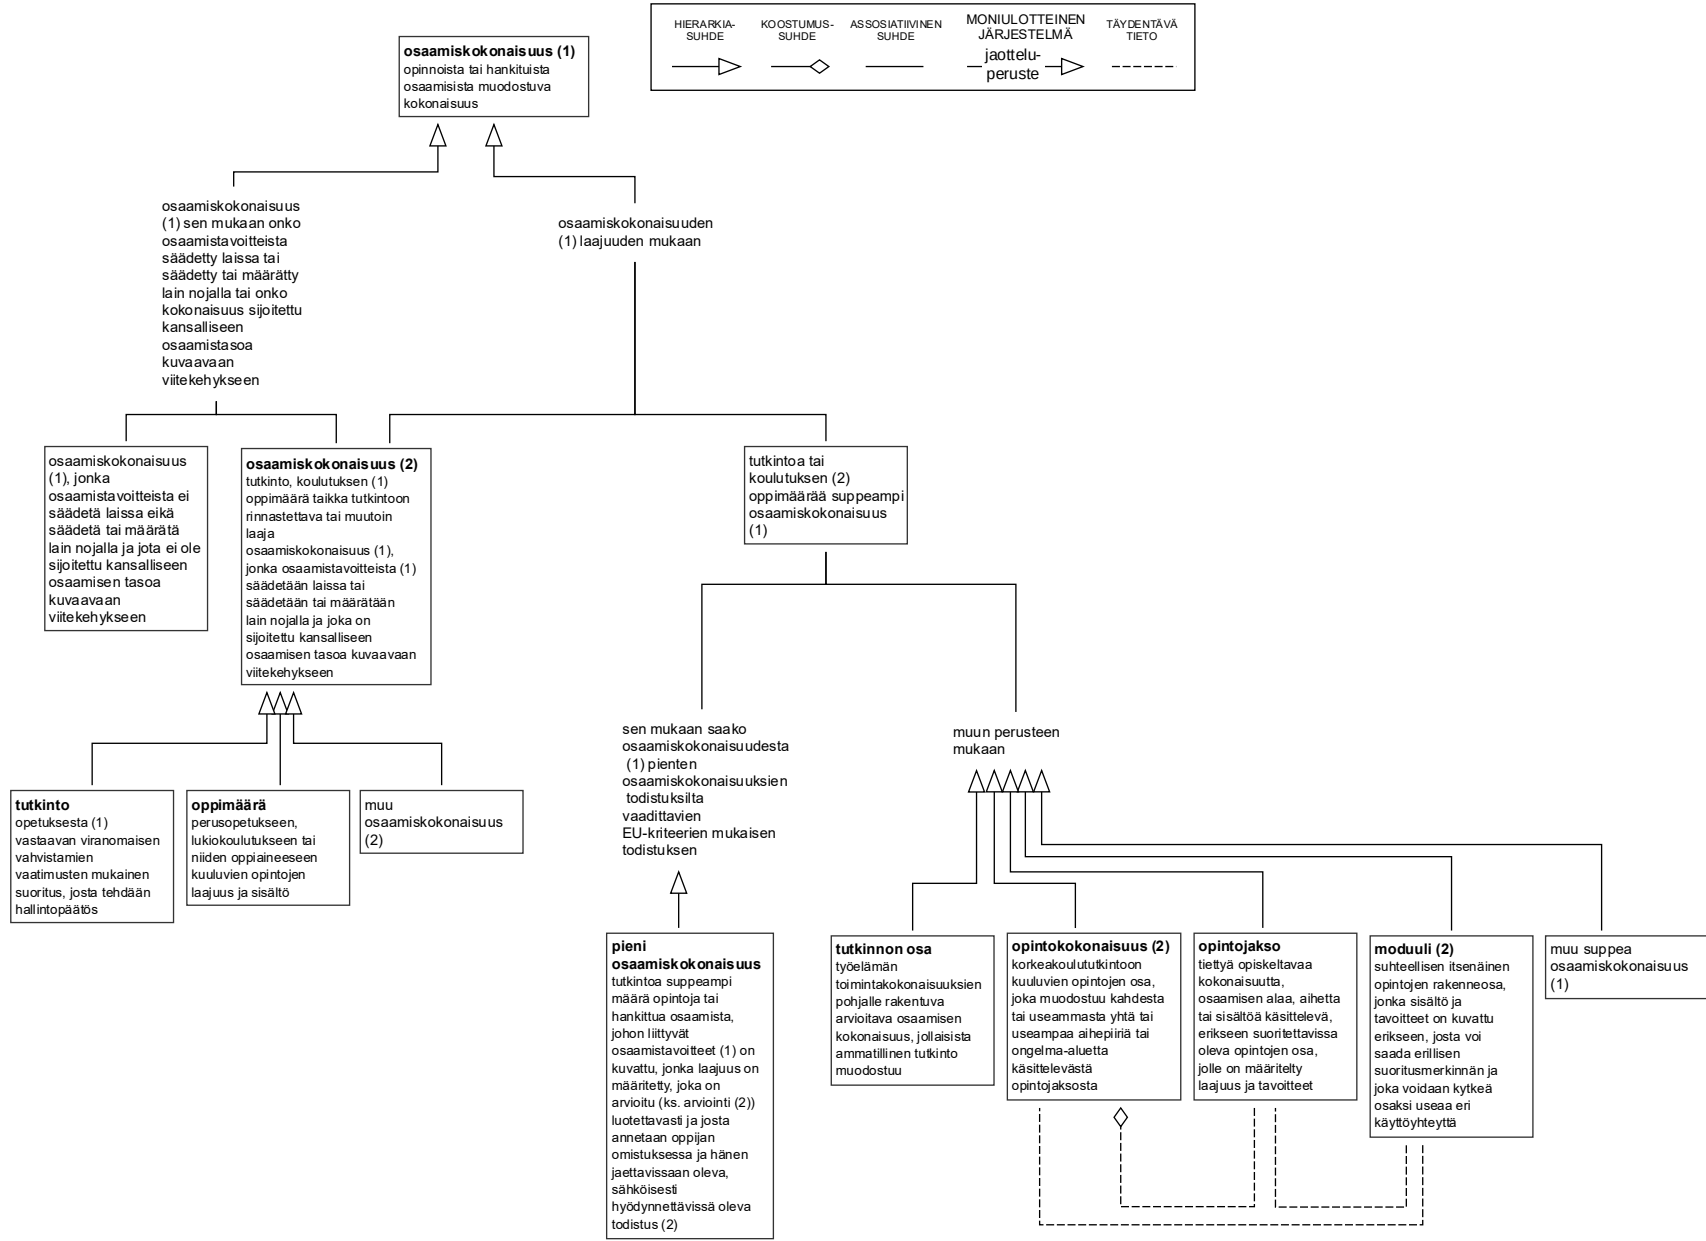 HIERARKIA-
SUHDE
KOOSTUMUS-
SUHDE
ASSOSIATIIVINEN
SUHDE
MONIULOTTEINEN
JÄRJESTELMÄ
jaottelu-
peruste
TÄYDENTÄVÄ
TIETO
osaamiskokonaisuus (1)
opinnoista tai hankituista
osaamisista muodostuva
kokonaisuus
osaamiskokonaisuus
(1) sen mukaan onko
osaamistavoitteista
säädetty laissa tai
säädetty tai määrätty
lain nojalla tai onko
kokonaisuus sijoitettu
kansalliseen
osaamistasoa
kuvaavaan
viitekehykseen
osaamiskokonaisuuden
(1) laajuuden mukaan
osaamiskokonaisuus
(1), jonka
osaamistavoitteista ei
säädetä laissa eikä
säädetä tai määrätä
lain nojalla ja jota ei ole
sijoitettu kansalliseen
osaamisen tasoa
kuvaavaan
viitekehykseen
osaamiskokonaisuus (2)
tutkinto, koulutuksen (1)
oppimäärä taikka tutkintoon
rinnastettava tai muutoin
laaja
osaamiskokonaisuus (1),
jonka osaamistavoitteista (1)
säädetään laissa tai
säädetään tai määrätään
lain nojalla ja joka on
sijoitettu kansalliseen
osaamisen tasoa kuvaavaan
viitekehykseen
tutkintoa tai
koulutuksen (2)
oppimäärää suppeampi
osaamiskokonaisuus
(1)
tutkinto
opetuksesta (1)
vastaavan viranomaisen
vahvistamien
vaatimusten mukainen
suoritus, josta tehdään
hallintopäätös
oppimäärä
perusopetukseen,
lukiokoulutukseen tai
niiden oppiaineeseen
kuuluvien opintojen
laajuus ja sisältö
muu
osaamiskokonaisuus
(2)
sen mukaan saako
osaamiskokonaisuudesta
(1) pienten
osaamiskokonaisuuksien
todistuksilta
vaadittavien
EU-kriteerien mukaisen
todistuksen
muun perusteen
mukaan
pieni
osaamiskokonaisuus
tutkintoa suppeampi
määrä opintoja tai
hankittua osaamista,
johon liittyvät
osaamistavoitteet (1) on
kuvattu, jonka laajuus on
määritetty, joka on
arvioitu (ks. arviointi (2))
luotettavasti ja josta
annetaan oppijan
omistuksessa ja hänen
jaettavissaan oleva,
sähköisesti
hyödynnettävissä oleva
todistus (2)
tutkinnon osa
työelämän
toimintakokonaisuuksien
pohjalle rakentuva
arvioitava osaamisen
kokonaisuus, jollaisista
ammatillinen tutkinto
muodostuu
opintokokonaisuus (2)
korkeakoulututkintoon
kuuluvien opintojen osa,
joka muodostuu kahdesta
tai useammasta yhtä tai
useampaa aihepiiriä tai
ongelma-aluetta
käsittelevästä
opintojaksosta
opintojakso
tiettyä opiskeltavaa
kokonaisuutta,
osaamisen alaa, aihetta
tai sisältöä käsittelevä,
erikseen suoritettavissa
oleva opintojen osa,
jolle on määritelty
laajuus ja tavoitteet
moduuli (2)
suhteellisen itsenäinen
opintojen rakenneosa,
jonka sisältö ja
tavoitteet on kuvattu
erikseen, josta voi
saada erillisen
suoritusmerkinnän ja
joka voidaan kytkeä
osaksi useaa eri
käyttöyhteyttä
muu suppea
osaamiskokonaisuus
(1)